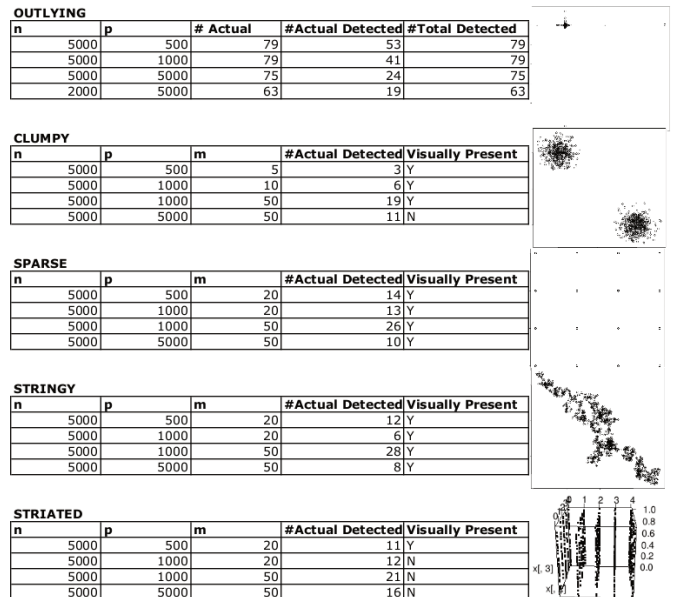 OUTLYING
n p # Actual #Actual Detected #Total Detected
5000 500 79 53 79
5000 1000 79 41 79
5000 5000 75 24 75
2000 5000 63 19 63
CLUMPY
n p m #Actual Detected Visually Present
5000 500 5 3 Y
5000 1000 10 6 Y
5000 1000 50 19 Y
5000 5000 50 11 N
SPARSE
n p m #Actual Detected Visually Present
5000 500 20 14 Y
5000 1000 20 13 Y
5000 1000 50 26 Y
5000 5000 50 10 Y
STRINGY
n p m #Actual Detected Visually Present
5000 500 20 12 Y
5000 1000 20 6 Y
5000 1000 50 28 Y
5000 5000 50 8 Y
STRIATED
n p m #Actual Detected Visually Present
5000 500 20 11 Y
5000 1000 20 12 N
5000 1000 50 21 N
5000 5000 50 16 N
1 2 3 4
1.0
0.8
0.6
0.4
0.2
0.0
x[, 3]